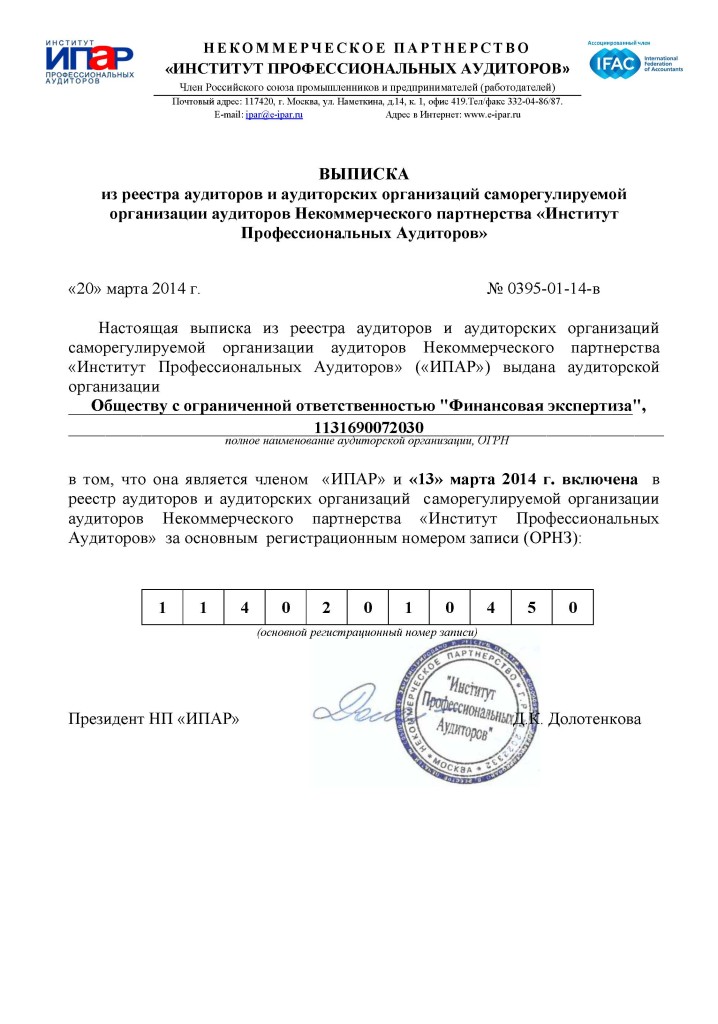 ИНСТИТУТ
ИПАР
ПРОФЕССИОНАЛЬНЫХ
АУДИТОРОВ
НЕКОММЕРЧЕСКОЕ ПАРТНЕРСТВО
«ИНСТИТУТ ПРОФЕССИОНАЛЬНЫХ АУДИТОРОВ»
Член Российского союза промышленников и предпринимателей (работодателей)
Почтовый адрес: 117420, г. Москва, ул. Наметкина, д.14, к. 1, офис 419.Тел/факс 332-04-86/87.
E-mail: ipar@e-ipar.ru Адрес в Интернет: www.e-ipar.ru
Ассоциированный член
IFAC
International
Federation
of Accountants
ВЫПИСКА
из реестра аудиторов и аудиторских организаций саморегулируемой
организации аудиторов Некоммерческого партнерства «Институт
Профессиональных Аудиторов»
«20» марта 2014 г. № 0395-01-14-в
Настоящая выписка из реестра аудиторов и аудиторских организаций
саморегулируемой организации аудиторов Некоммерческого партнерства
«Институт Профессиональных Аудиторов» («ИПАР») выдана аудиторской
организации
Обществу с ограниченной ответственностью "Финансовая экспертиза",
1131690072030
полное наименование аудиторской организации, ОГРН
в том, что она является членом «ИПАР» и «13» марта 2014 г. включена в
реестр аудиторов и аудиторских организаций саморегулируемой организации
аудиторов Некоммерческого партнерства «Институт Профессиональных
Аудиторов» за основным регистрационным номером записи (ОРНЗ):
1 1 4 0 2 0 1 0 4 5 0
(основной регистрационный номер записи)
Президент НП «ИПАР» Д.К. Долотенкова
НЕКОММЕРЧЕСКОЕ ПАРТНЕРСТВО
"Институт
Профессиональных
Аудиторов"
МОСКВА